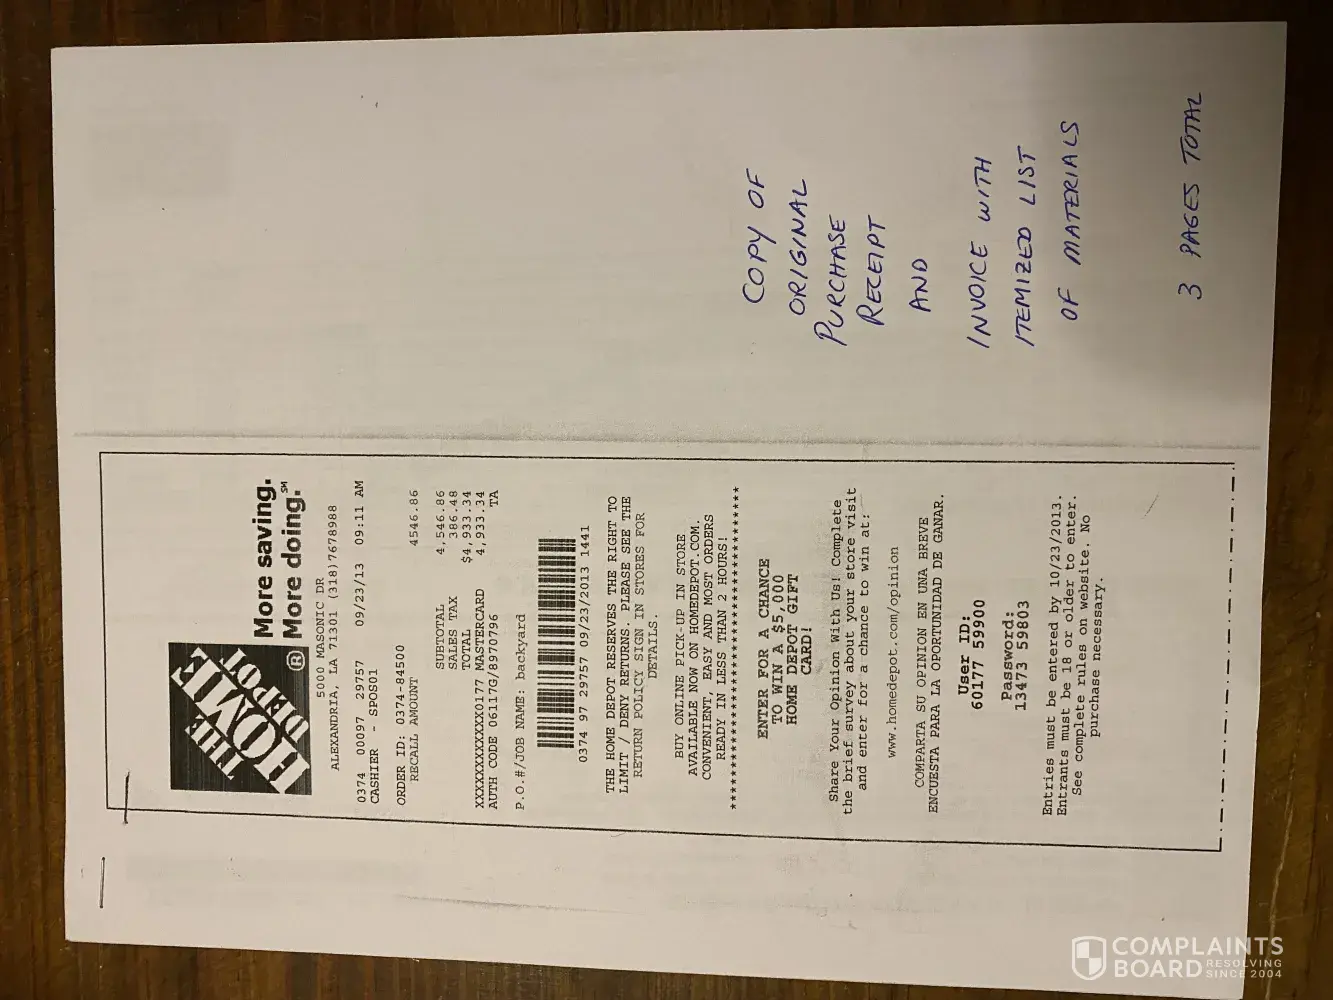 THE
HOME
DEPOT
®
More saving.
More doing.℠
5000 MASONIC DR
ALEXANDRIA, LA 71301 (318)7678988
0374 00097 29757 09/23/13 09:11 AM
CASHIER - SPOS01
ORDER ID: 0374-84500
RECALL AMOUNT 4546.86
SUBTOTAL 4,546.86
SALES TAX 386.48
TOTAL $4,933.34
XXXXXXXXXXXX0177 MASTERCARD 4,933.34
AUTH CODE 06117G/8970796 TA
P.O.#/JOB NAME: backyard
0374 97 29757 09/23/2013 1441
THE HOME DEPOT RESERVES THE RIGHT TO
LIMIT / DENY RETURNS. PLEASE SEE THE
RETURN POLICY SIGN IN STORES FOR
DETAILS.
BUY ONLINE PICK-UP IN STORE
AVAILABLE NOW ON HOMEDEPOT.COM.
CONVENIENT, EASY AND MOST ORDERS
READY IN LESS THAN 2 HOURS!
**************************************
ENTER FOR A CHANCE
TO WIN A $5,000
HOME DEPOT GIFT
CARD!
Share Your Opinion With Us! Complete
the brief survey about your store visit
and enter for a chance to win at:
www.homedepot.com/opinion
COMPARTA SU OPINION EN UNA BREVE
ENCUESTA PARA LA OPORTUNIDAD DE GANAR.
User ID:
60177 59900
Password:
13473 59803
Entries must be entered by 10/23/2013.
Entrants must be 18 or older to enter.
See complete rules on website. No
purchase necessary.
COPY OF
ORIGINAL
PURCHASE
RECEIPT
AND
INVOICE WITH
ITEMIZED LIST
OF MATERIALS
3 PAGES TOTAL
COMPLAINTS
BOARD RESOLVING
SINCE 2004